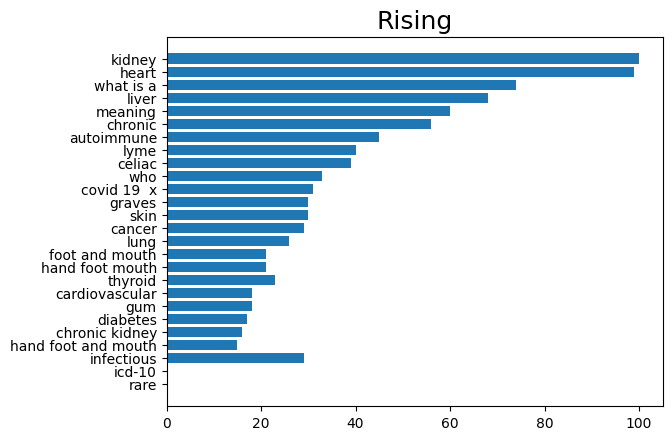 Rising
kidney
heart
what is a
liver
meaning
chronic
autoimmune
lyme
celiac
who
covid 19  x
graves
skin
cancer
lung
foot and mouth
hand foot mouth
thyroid
cardiovascular
gum
diabetes
chronic kidney
hand foot and mouth
infectious
icd-10
rare
0 20 40 60 80 100